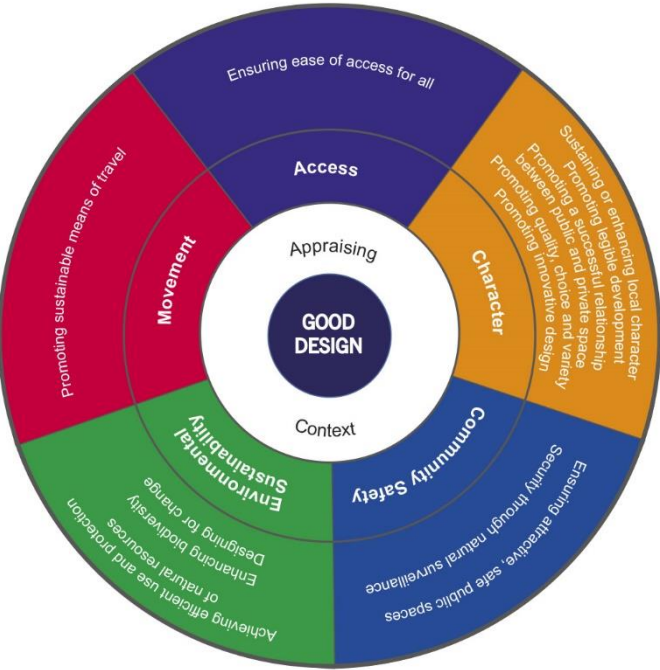 GOOD
DESIGN
Appraising
Context
Access
Ensuring ease of access for all
Character
Sustaining or enhancing local character
Promoting legible development
Promoting a successful relationship
between public and private space
Promoting quality, choice and variety
Promoting innovative design
Community Safety
Ensuring attractive, safe public spaces
Security through natural surveillance
Environmental
Sustainability
Achieving efficient use and protection
of natural resources
Enhancing biodiversity
Designing for change
Movement
Promoting sustainable means of travel